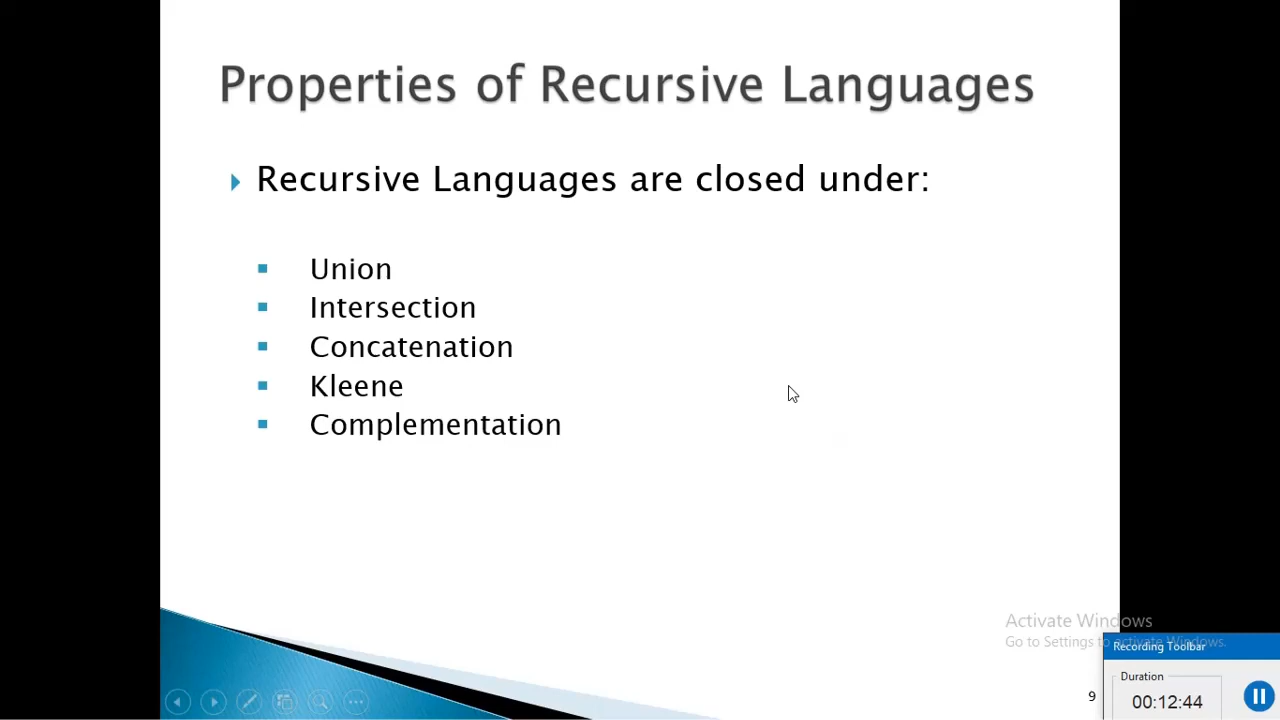 Properties of Recursive Languages
Recursive Languages are closed under:
Union
Intersection
Concatenation
Kleene
Complementation
Activate Windows
Go to Settings to activate Windows.
Recording Toolbar
Duration
9
00:12:44